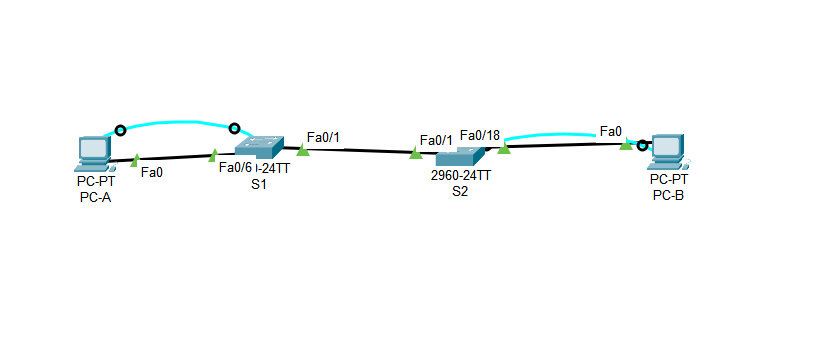 PC-PT
PC-A
Fa0
Fa0/6
-24TT
S1
Fa0/1
Fa0/1
Fa0/18
2960-24TT
S2
Fa0
PC-PT
PC-B